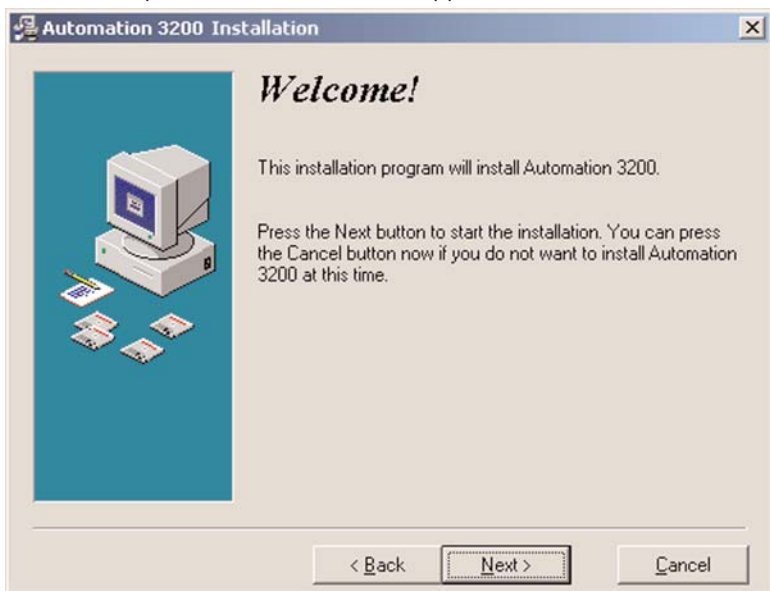 Automation 3200 Installation
Welcome!
This installation program will install Automation 3200.
Press the Next button to start the installation. You can press
the Cancel button now if you do not want to install Automation
3200 at this time.
< Back Next > Cancel